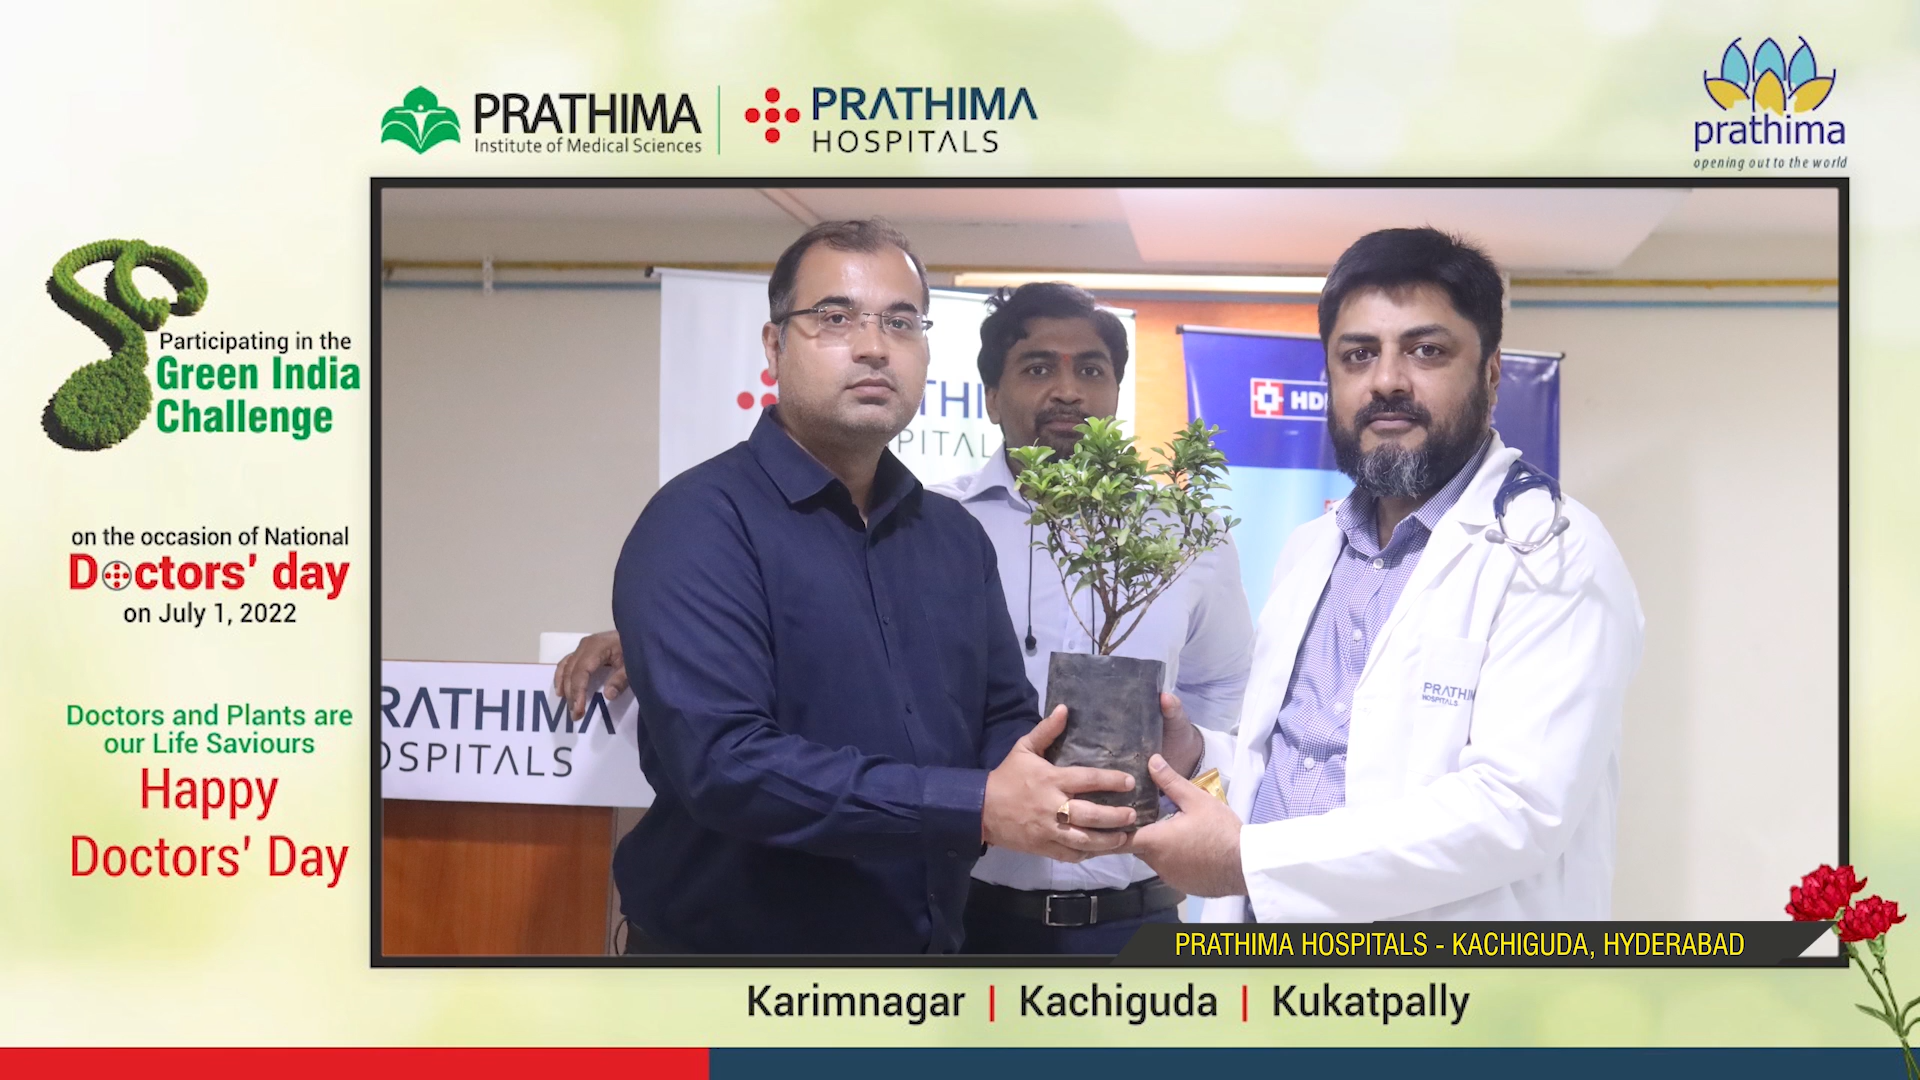 PRATHIMA
Institute of Medical Sciences
PRATHIMA
HOSPITALS
prathima
opening out to the world
Participating in the
Green India
Challenge
on the occasion of National
Doctors' day
on July 1, 2022
Doctors and Plants are
our Life Saviours
Happy
Doctors' Day
RATHIMA
OSPITALS
PRATHIM
HOSPITALS
PRATHIMA HOSPITALS - KACHIGUDA, HYDERABAD
Karimnagar | Kachiguda | Kukatpally